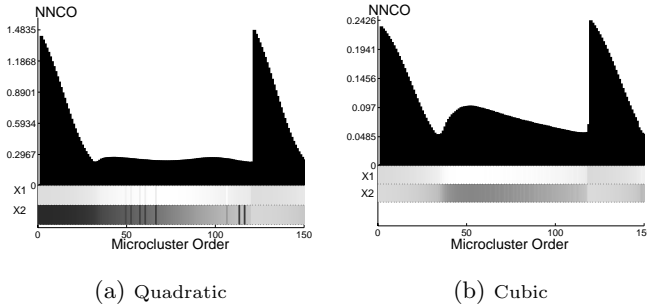 NNCO
1.4835
1.1868
0.8901
0.5934
0.2967
0
X1
X2
0 50 100 150
Microcluster Order
(a) Quadratic
NNCO
0.2426
0.1941
0.1456
0.097
0.0485
0
X1
X2
0 50 100 150
Microcluster Order
(b) Cubic